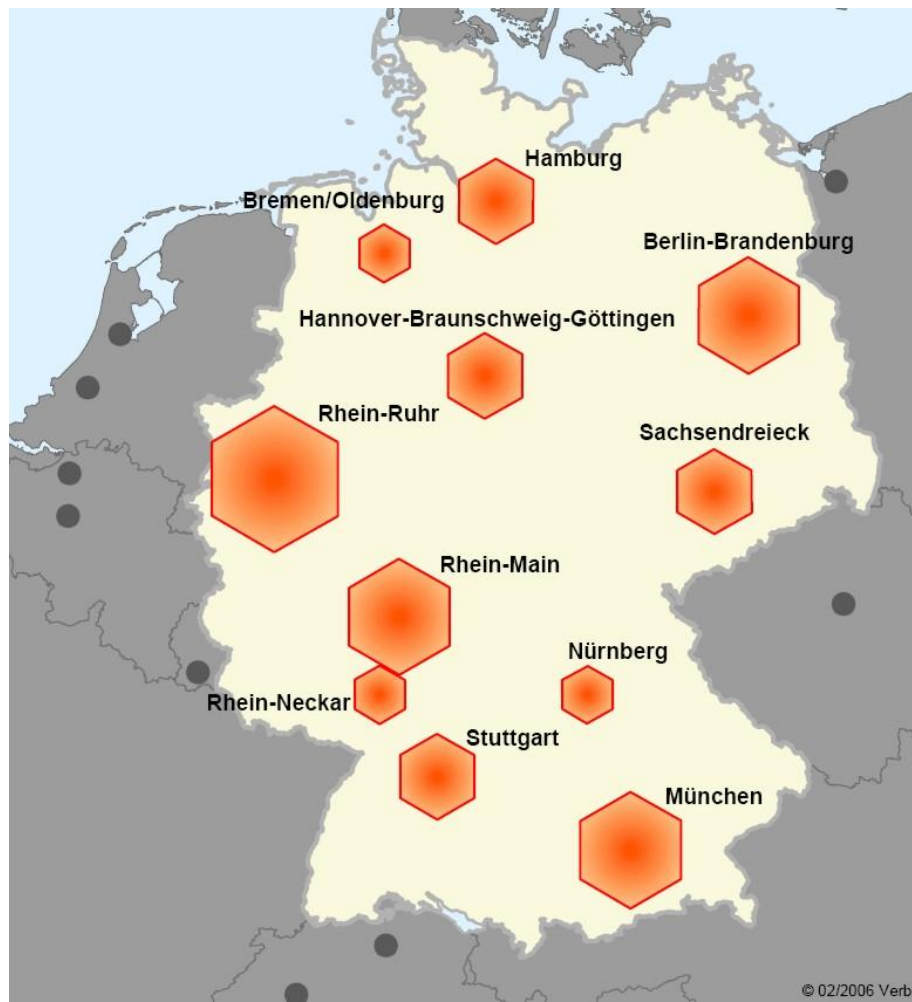 Hamburg
Bremen/Oldenburg
Berlin-Brandenburg
Hannover-Braunschweig-Göttingen
Rhein-Ruhr
Sachsendreieck
Rhein-Main
Nürnberg
Rhein-Neckar
Stuttgart
München
© 02/2006 Verb